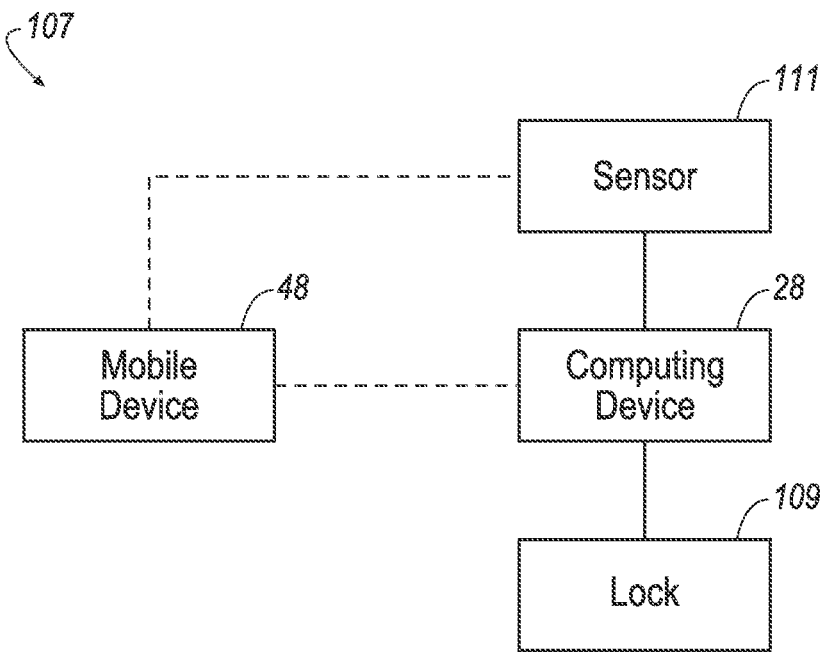 107
111
Sensor
48
28
Mobile
Device
Computing
Device
109
Lock